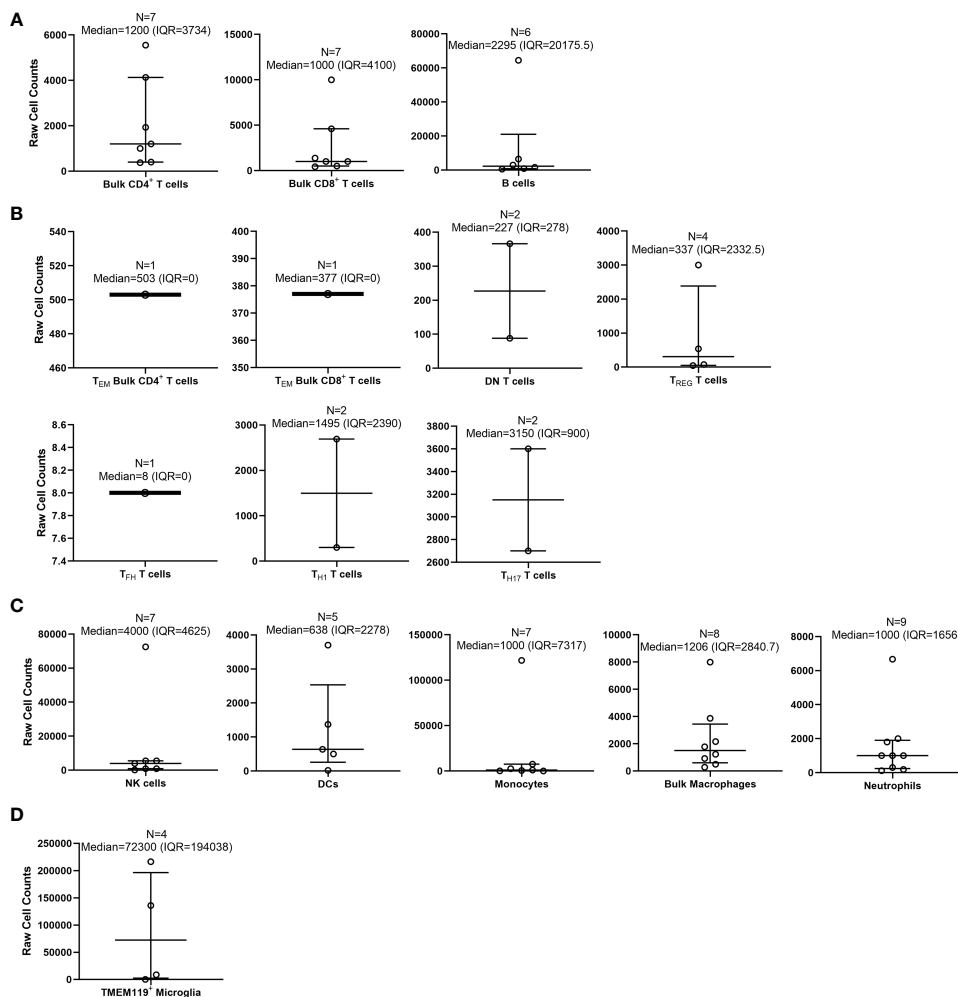 A
N=7
Median=1200 (IQR=3734)
Raw Cell Counts
6000
4000
2000
0
Bulk CD4+ T cells
N=7
Median=1000 (IQR=4100)
15000
10000
5000
0
Bulk CD8+ T cells
N=6
Median=2295 (IQR=20175.5)
80000
60000
40000
20000
0
B cells
B
N=1
Median=503 (IQR=0)
Raw Cell Counts
540
520
500
480
460
TEM Bulk CD4+ T cells
N=1
Median=377 (IQR=0)
400
390
380
370
360
350
TEM Bulk CD8+ T cells
N=2
Median=227 (IQR=278)
400
300
200
100
0
DN T cells
N=4
Median=337 (IQR=2332.5)
4000
3000
2000
1000
0
TREG T cells
N=1
Median=8 (IQR=0)
Raw Cell Counts
8.6
8.4
8.2
8.0
7.8
7.6
7.4
TFH T cells
N=2
Median=1495 (IQR=2390)
3000
2000
1000
0
TH1 T cells
N=2
Median=3150 (IQR=900)
3800
3600
3400
3200
3000
2800
2600
TH17 T cells
C
N=7
Median=4000 (IQR=4625)
Raw Cell Counts
80000
60000
40000
20000
0
NK cells
N=5
Median=638 (IQR=2278)
4000
3000
2000
1000
0
DCs
N=7
Median=1000 (IQR=7317)
150000
100000
50000
0
Monocytes
N=8
Median=1206 (IQR=2840.7)
10000
8000
6000
4000
2000
0
Bulk Macrophages
N=9
Median=1000 (IQR=1656
8000
6000
4000
2000
0
Neutrophils
D
N=4
Median=72300 (IQR=194038)
Raw Cell Counts
250000
200000
150000
100000
50000
0
TMEM119+ Microglia